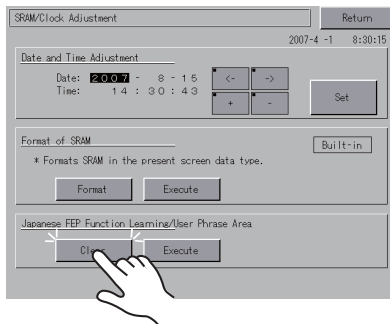 SRAM/Clock Adjustment Return
2007-4 -1 8:30:15
Date and Time Adjustment
Date: 2007 - 8 - 15 <- ->
Time: 14 : 30 : 43 + - Set
Format of SRAM Built-in
* Formats SRAM in the present screen data type.
Format Execute
Japanese FEP Function Learning/User Phrase Area
Execute